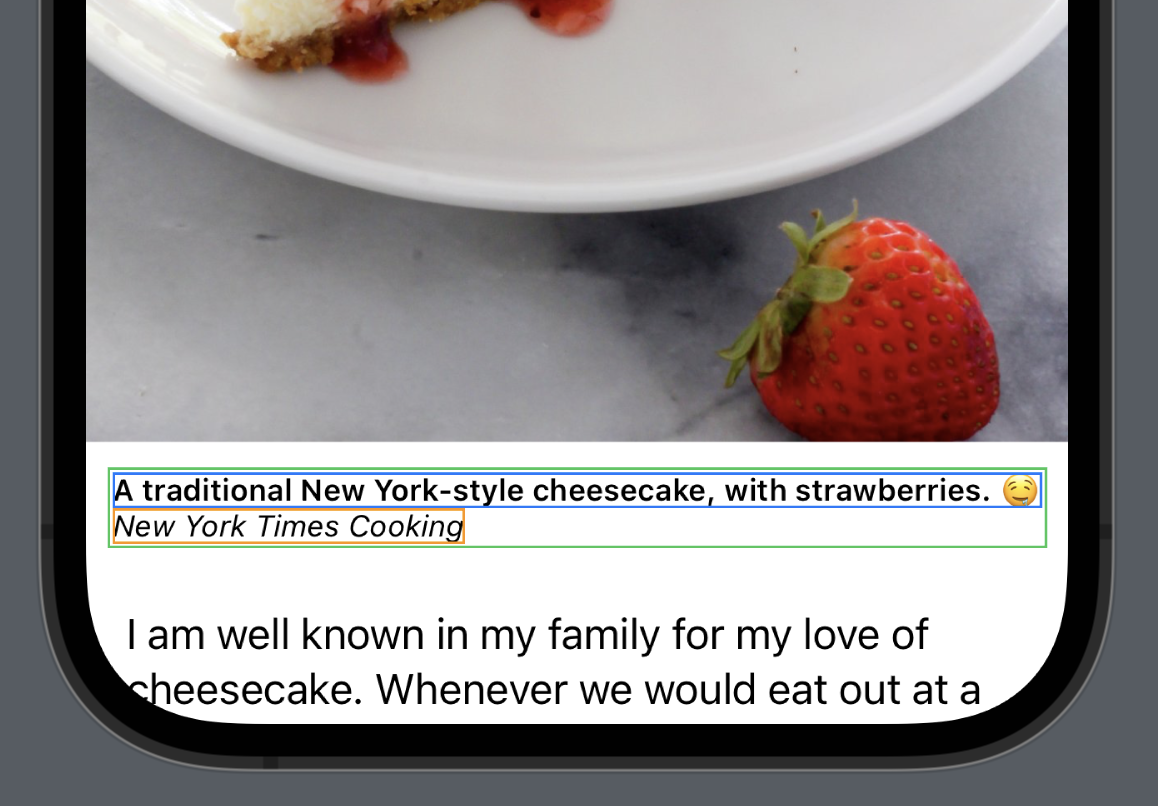 A traditional New York-style cheesecake, with strawberries. 🤤
New York Times Cooking
I am well known in my family for my love of
cheesecake. Whenever we would eat out at a